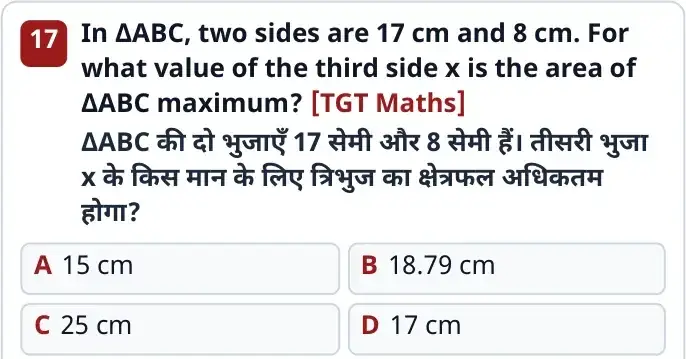 17 In ΔABC, two sides are 17 cm and 8 cm. For
what value of the third side x is the area of
ΔABC maximum? [TGT Maths]
ΔABC की दो भुजाएँ 17 सेमी और 8 सेमी हैं। तीसरी भुजा
x के किस मान के लिए त्रिभुज का क्षेत्रफल अधिकतम
होगा?
A 15 cm
B 18.79 cm
C 25 cm
D 17 cm